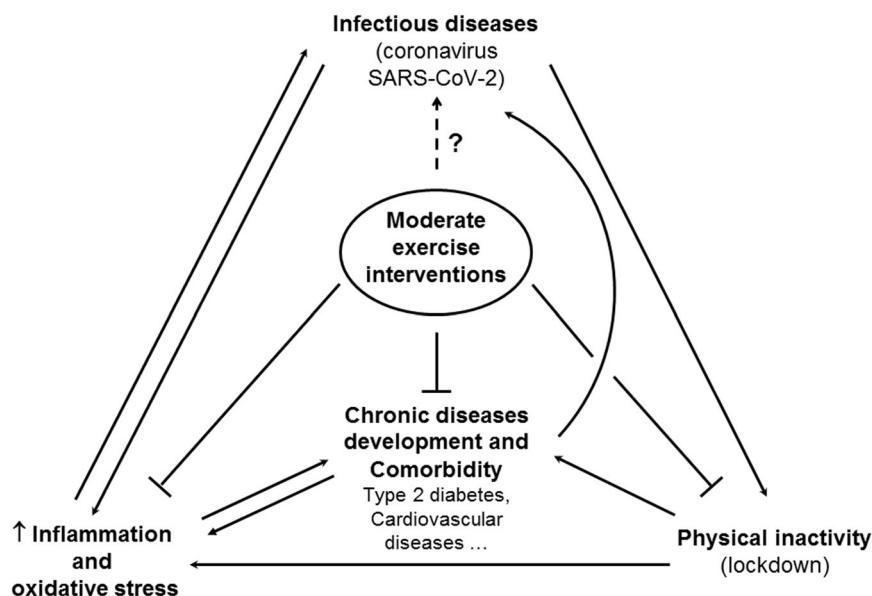 Infectious diseases
(coronavirus
SARS-CoV-2)
?
Moderate
exercise
interventions
Chronic diseases
development and
Comorbidity
Type 2 diabetes,
Cardiovascular
diseases ...
↑ Inflammation
and
oxidative stress
Physical inactivity
(lockdown)